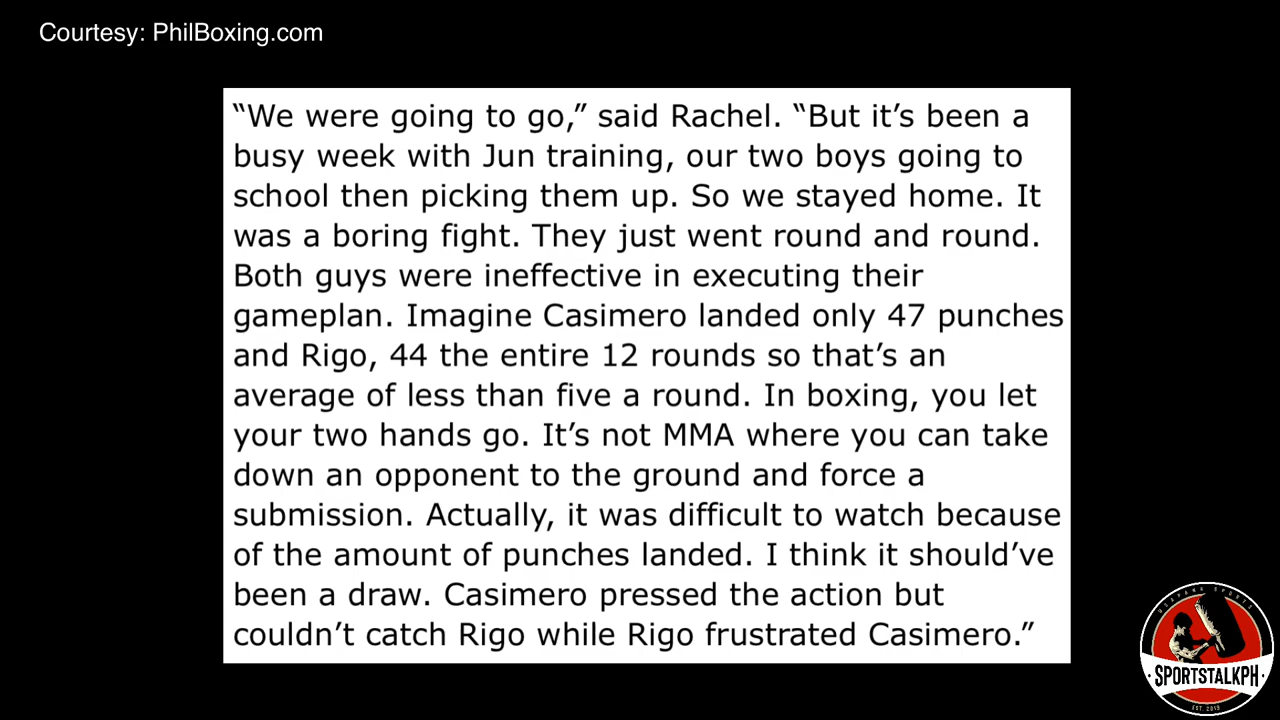 Courtesy: PhilBoxing.com
“We were going to go,” said Rachel. “But it’s been a
busy week with Jun training, our two boys going to
school then picking them up. So we stayed home. It
was a boring fight. They just went round and round.
Both guys were ineffective in executing their
gameplan. Imagine Casimero landed only 47 punches
and Rigo, 44 the entire 12 rounds so that’s an
average of less than five a round. In boxing, you let
your two hands go. It’s not MMA where you can take
down an opponent to the ground and force a
submission. Actually, it was difficult to watch because
of the amount of punches landed. I think it should’ve
been a draw. Casimero pressed the action but
couldn’t catch Rigo while Rigo frustrated Casimero.”
SPORTSTALKPH
EST. 2019